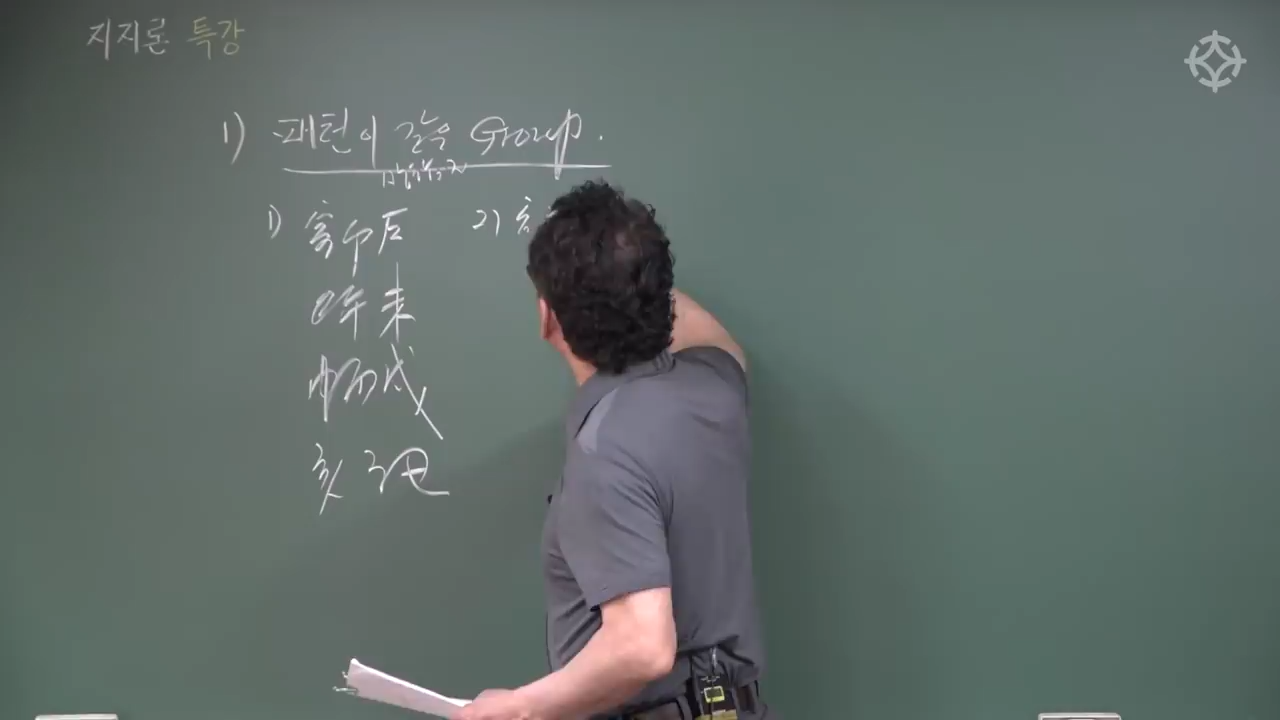 지지론 특강
1) 패턴이 같은 Group.
1) 寅卯辰 2) 亥
巳午未
申酉戌
亥子丑